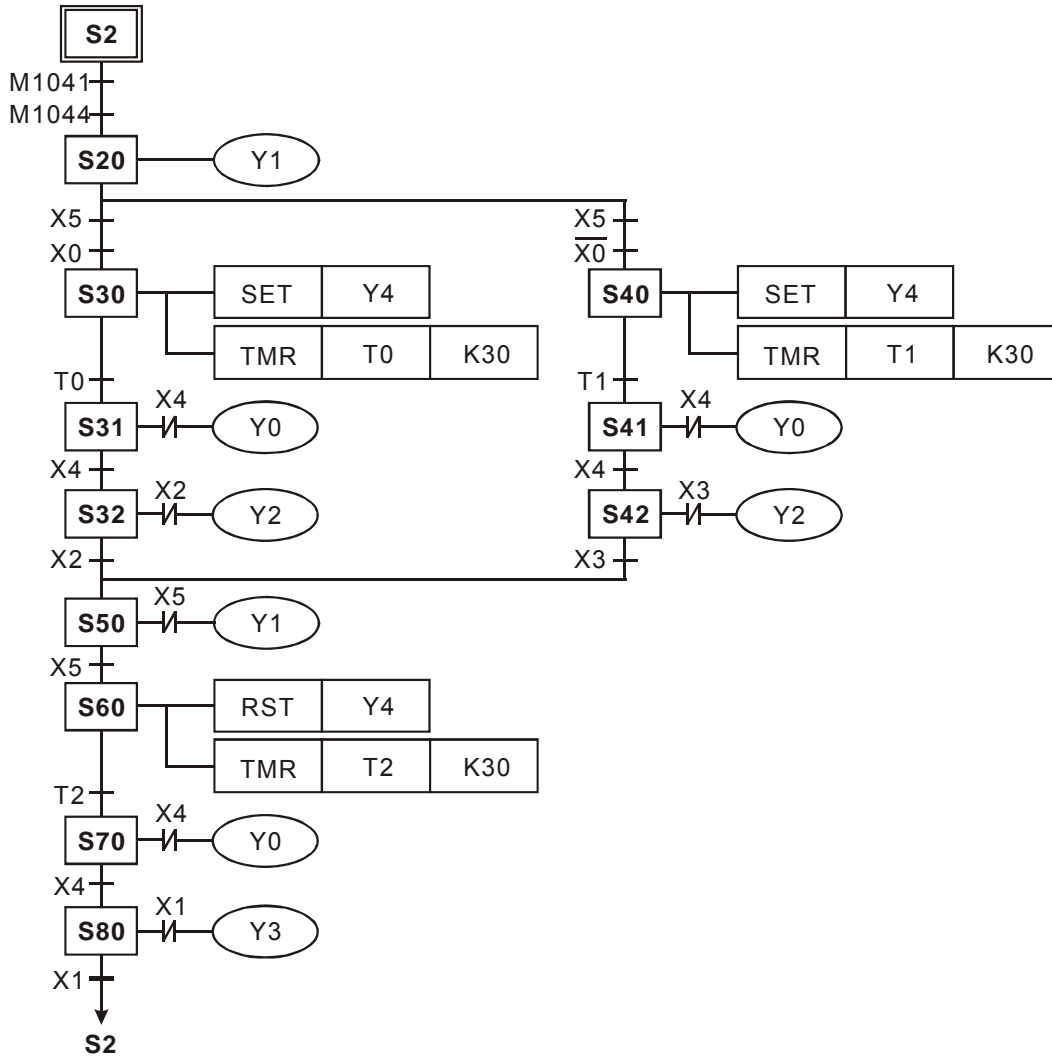 S2
M1041
M1044
S20 Y1
X5 X5
X0 X̅0̅
S30 SET Y4 S40 SET Y4
TMR T0 K30 TMR T1 K30
T0 T1
X4 X4
S31 Y0 S41 Y0
X4 X4
X2 X3
S32 Y2 S42 Y2
X2 X3
X5
S50 Y1
X5
S60 RST Y4
TMR T2 K30
T2
X4
S70 Y0
X4
X1
S80 Y3
X1
S2